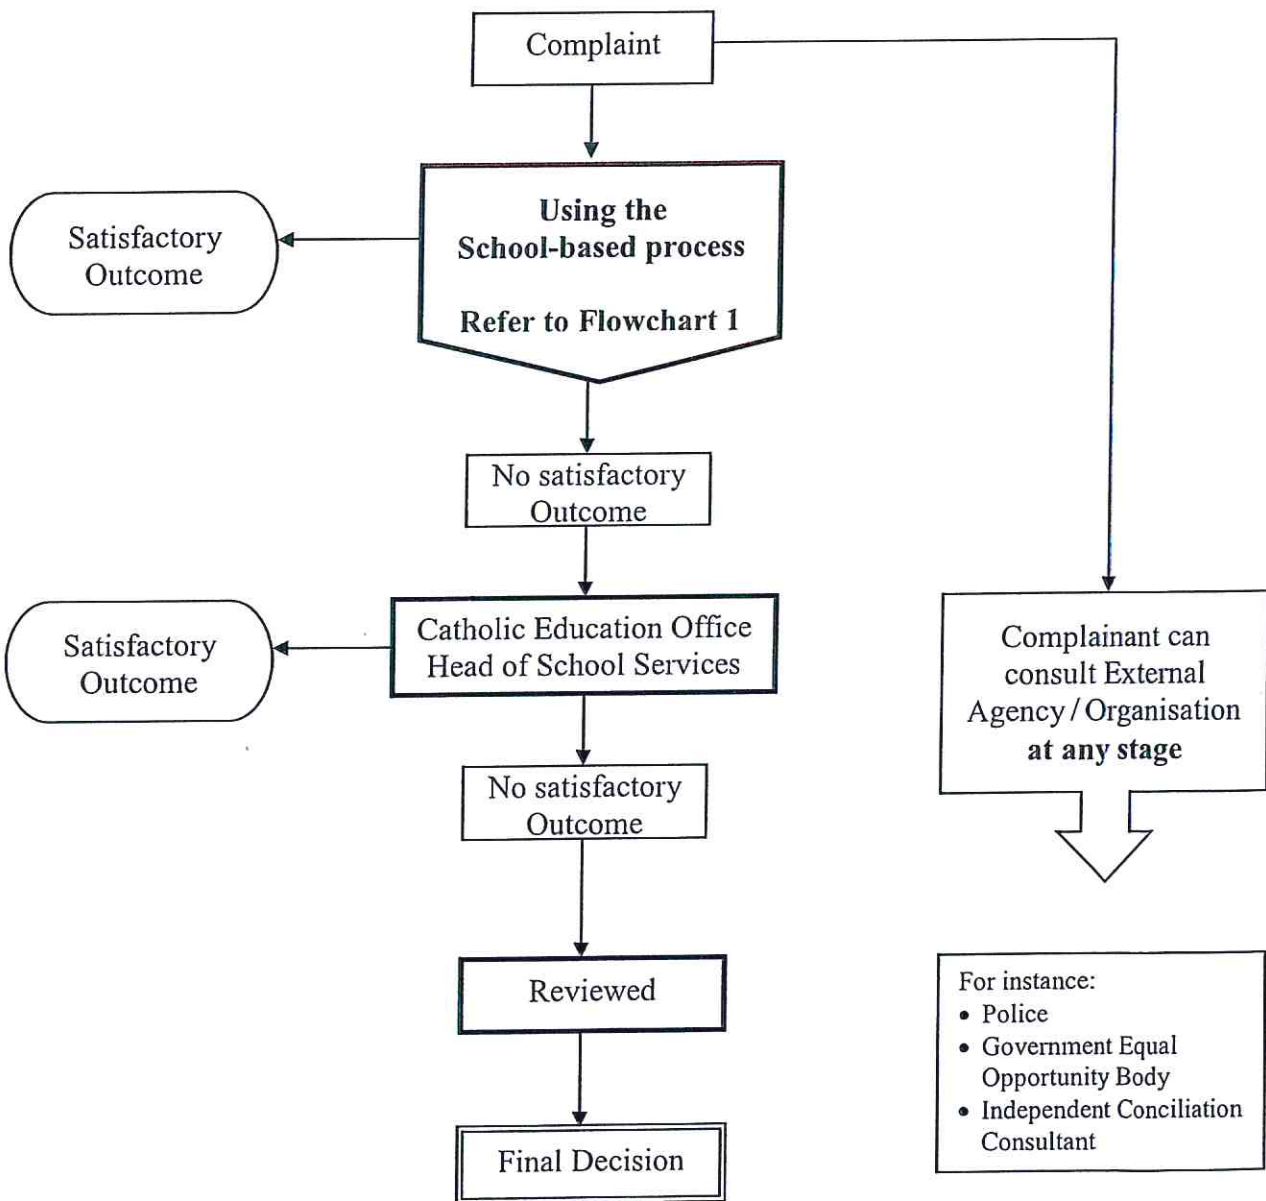 Complaint
Using the
School-based process
Refer to Flowchart 1
Satisfactory
Outcome
No satisfactory
Outcome
Catholic Education Office
Head of School Services
Satisfactory
Outcome
No satisfactory
Outcome
Reviewed
Final Decision
Complainant can
consult External
Agency / Organisation
at any stage
For instance:
• Police
• Government Equal
Opportunity Body
• Independent Conciliation
Consultant